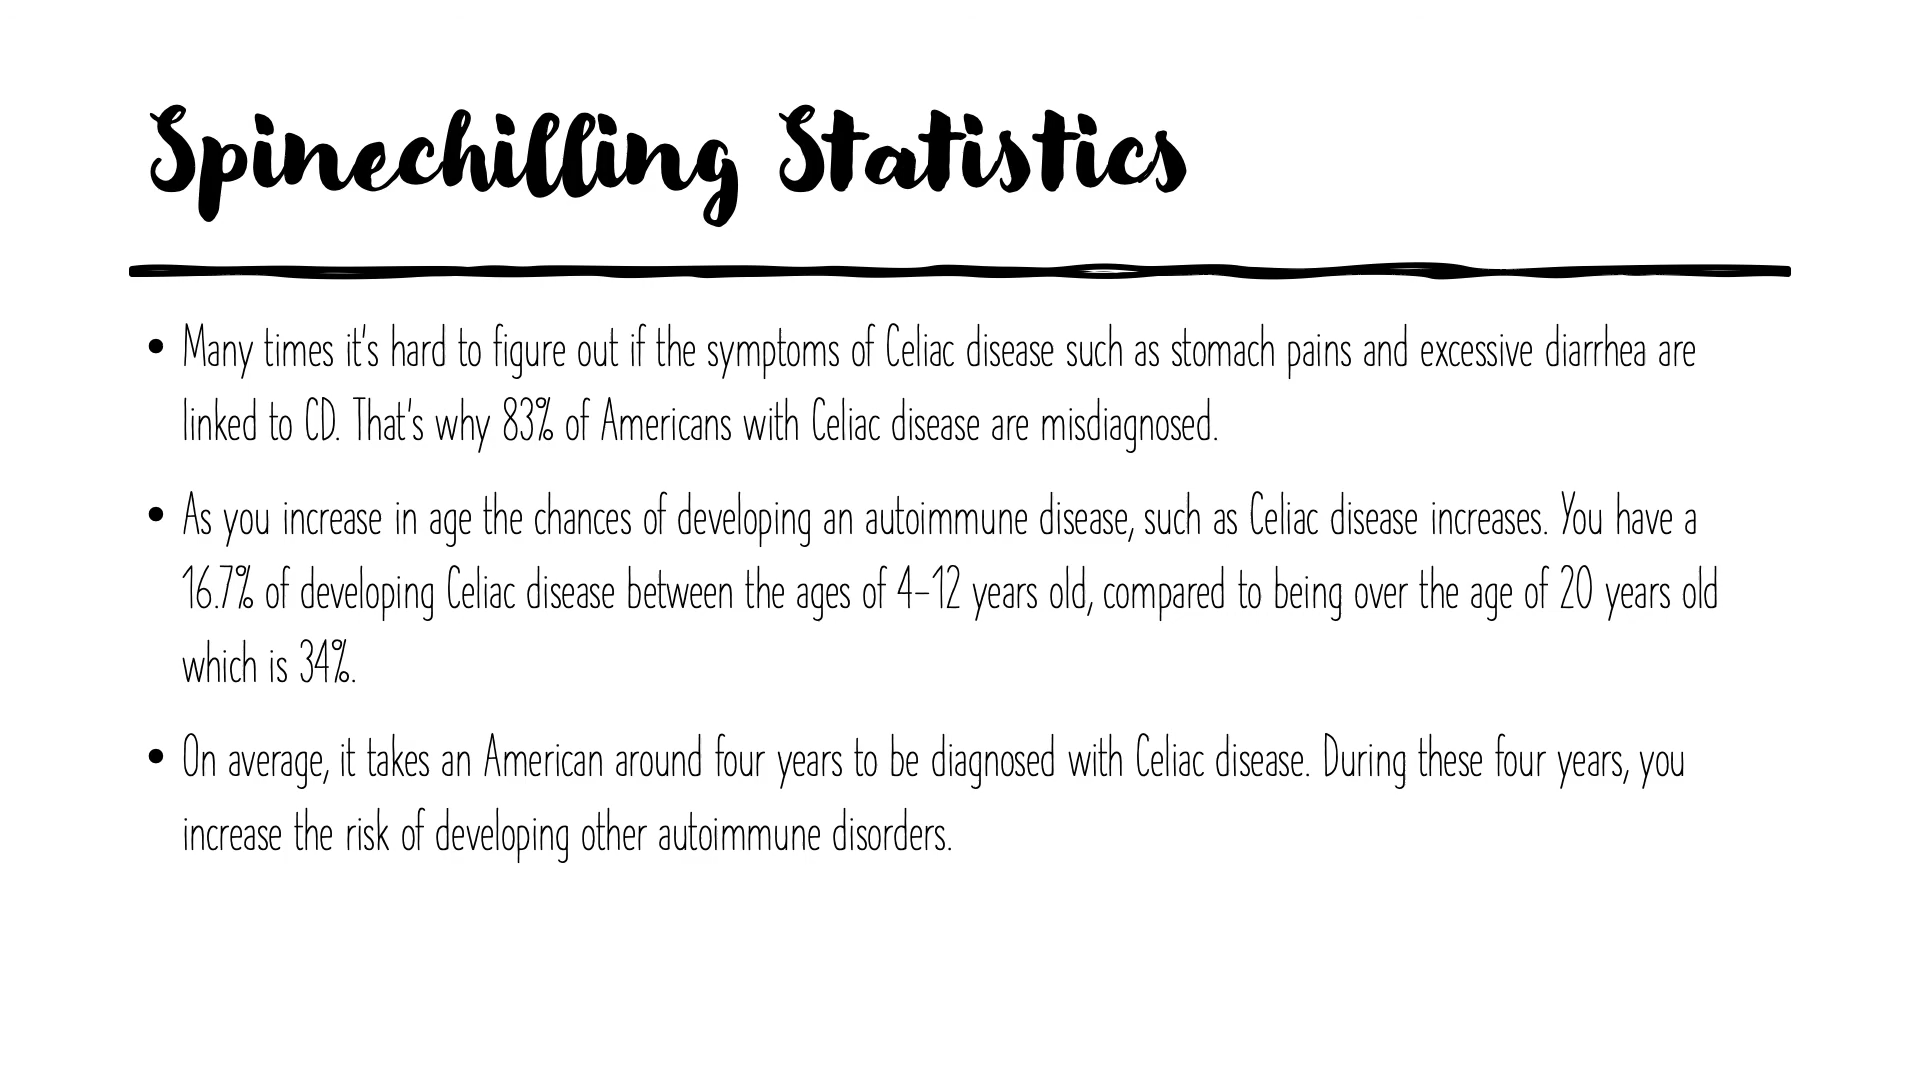 Spinechilling Statistics
• Many times it's hard to figure out if the symptoms of Celiac disease such as stomach pains and excessive diarrhea are
linked to CD. That's why 83% of Americans with Celiac disease are misdiagnosed.
• As you increase in age the chances of developing an autoimmune disease, such as Celiac disease increases. You have a
16.7% of developing Celiac disease between the ages of 4-12 years old, compared to being over the age of 20 years old
which is 34%.
• On average, it takes an American around four years to be diagnosed with Celiac disease. During these four years, you
increase the risk of developing other autoimmune disorders.